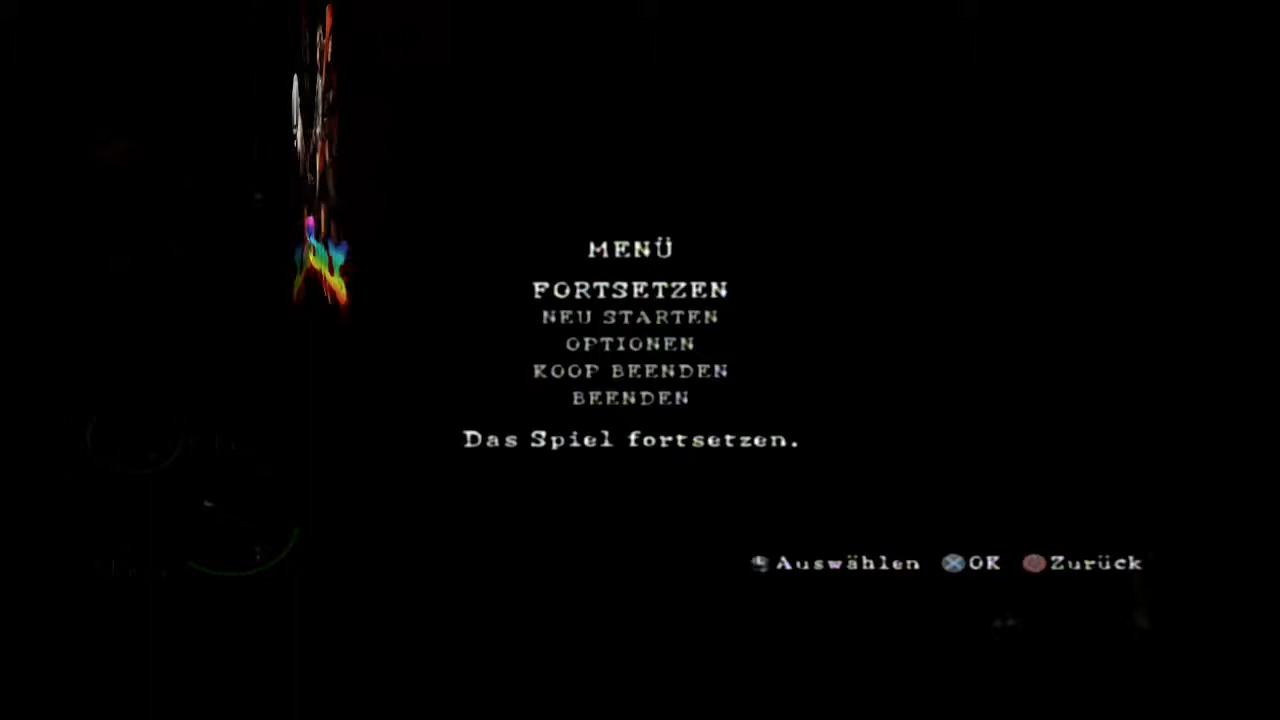 MENÜ
FORTSETZEN
NEU STARTEN
OPTIONEN
KOOP BEENDEN
BEENDEN
Das Spiel fortsetzen.
Auswählen OK Zurück